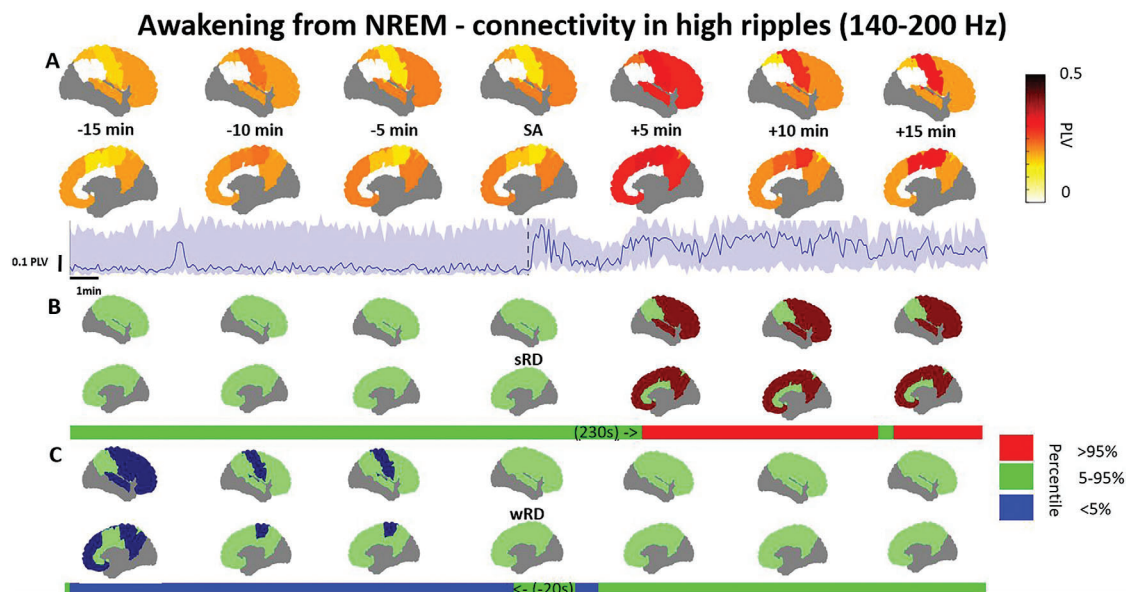 Awakening from NREM - connectivity in high ripples (140-200 Hz)
A
-15 min -10 min -5 min SA +5 min +10 min +15 min
0.5
PLV
0
0.1 PLV
1min
B
sRD
(230s) ->
C
wRD
<- (-20s)
Percentile
>95%
5-95%
<5%